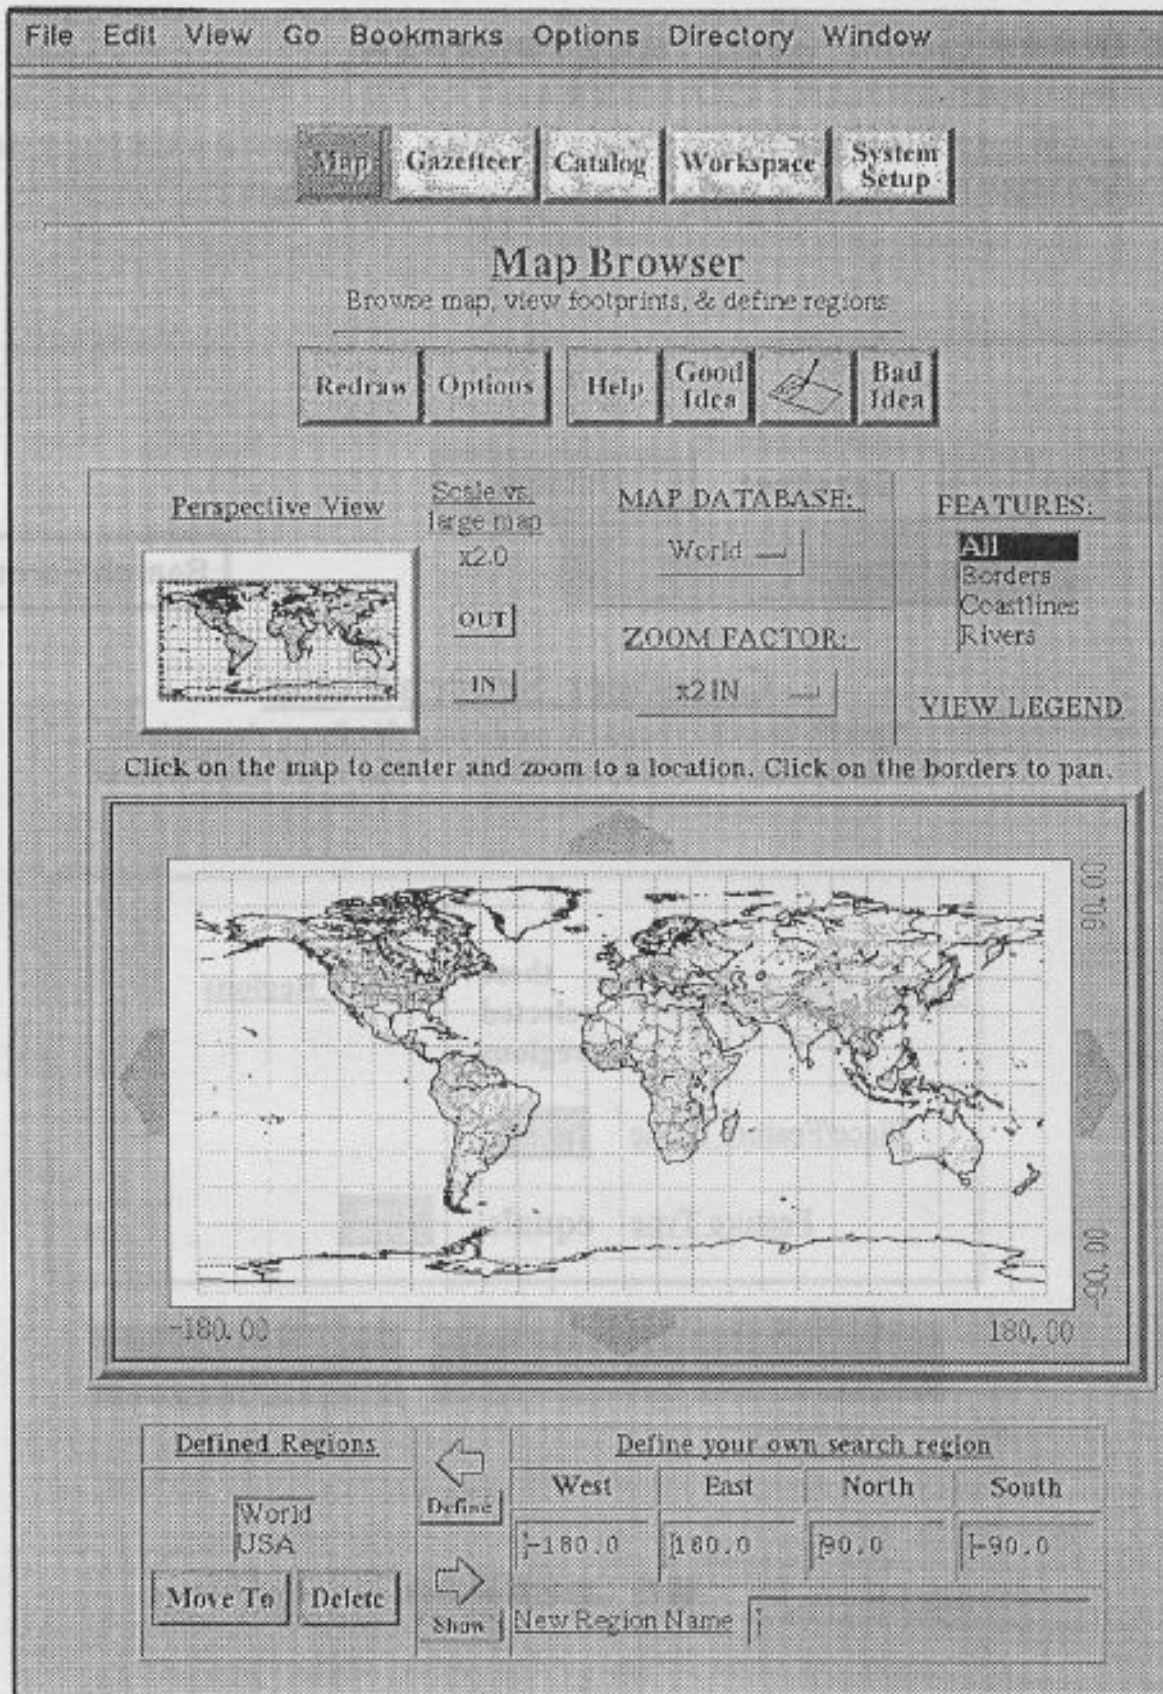 File Edit View Go Bookmarks Options Directory Window
Map Gazetteer Catalog Workspace System Setup
Map Browser
Browse map, view footprints, & define regions
Redraw Options Help Good Idea Bad Idea
Perspective View
Scale vs.
large map
x2.0
OUT
IN
MAP DATABASE:
World
ZOOM FACTOR:
x2 IN
FEATURES:
All
Borders
Coastlines
Rivers
VIEW LEGEND
Click on the map to center and zoom to a location. Click on the borders to pan.
90.00
-90.00
-180.00 180.00
Defined Regions
World
USA
Move To Delete
Define
Show
Define your own search region
West East North South
-180.0 180.0 90.0 -90.0
New Region Name